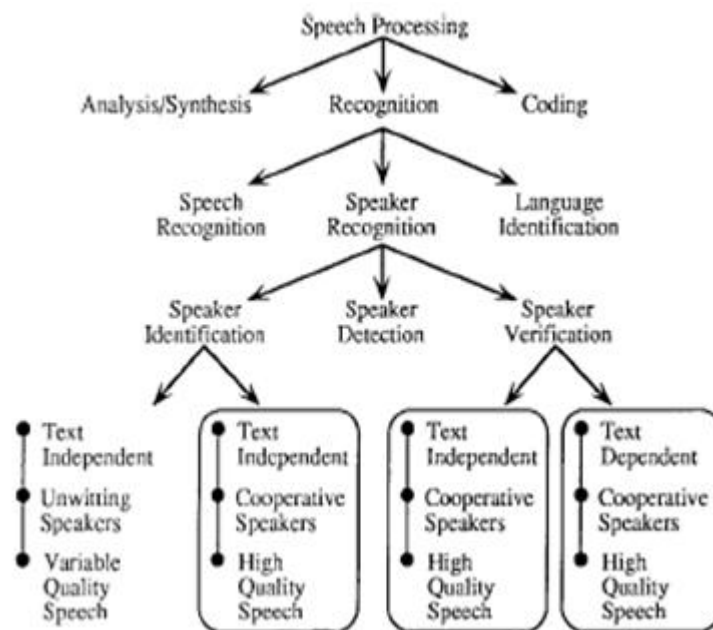 Speech Processing
Analysis/Synthesis
Recognition
Coding
Speech
Recognition
Speaker
Recognition
Language
Identification
Speaker
Identification
Speaker
Detection
Speaker
Verification
Text
Independent
Unwitting
Speakers
Variable
Quality
Speech
Text
Independent
Cooperative
Speakers
High
Quality
Speech
Text
Independent
Cooperative
Speakers
High
Quality
Speech
Text
Dependent
Cooperative
Speakers
High
Quality
Speech